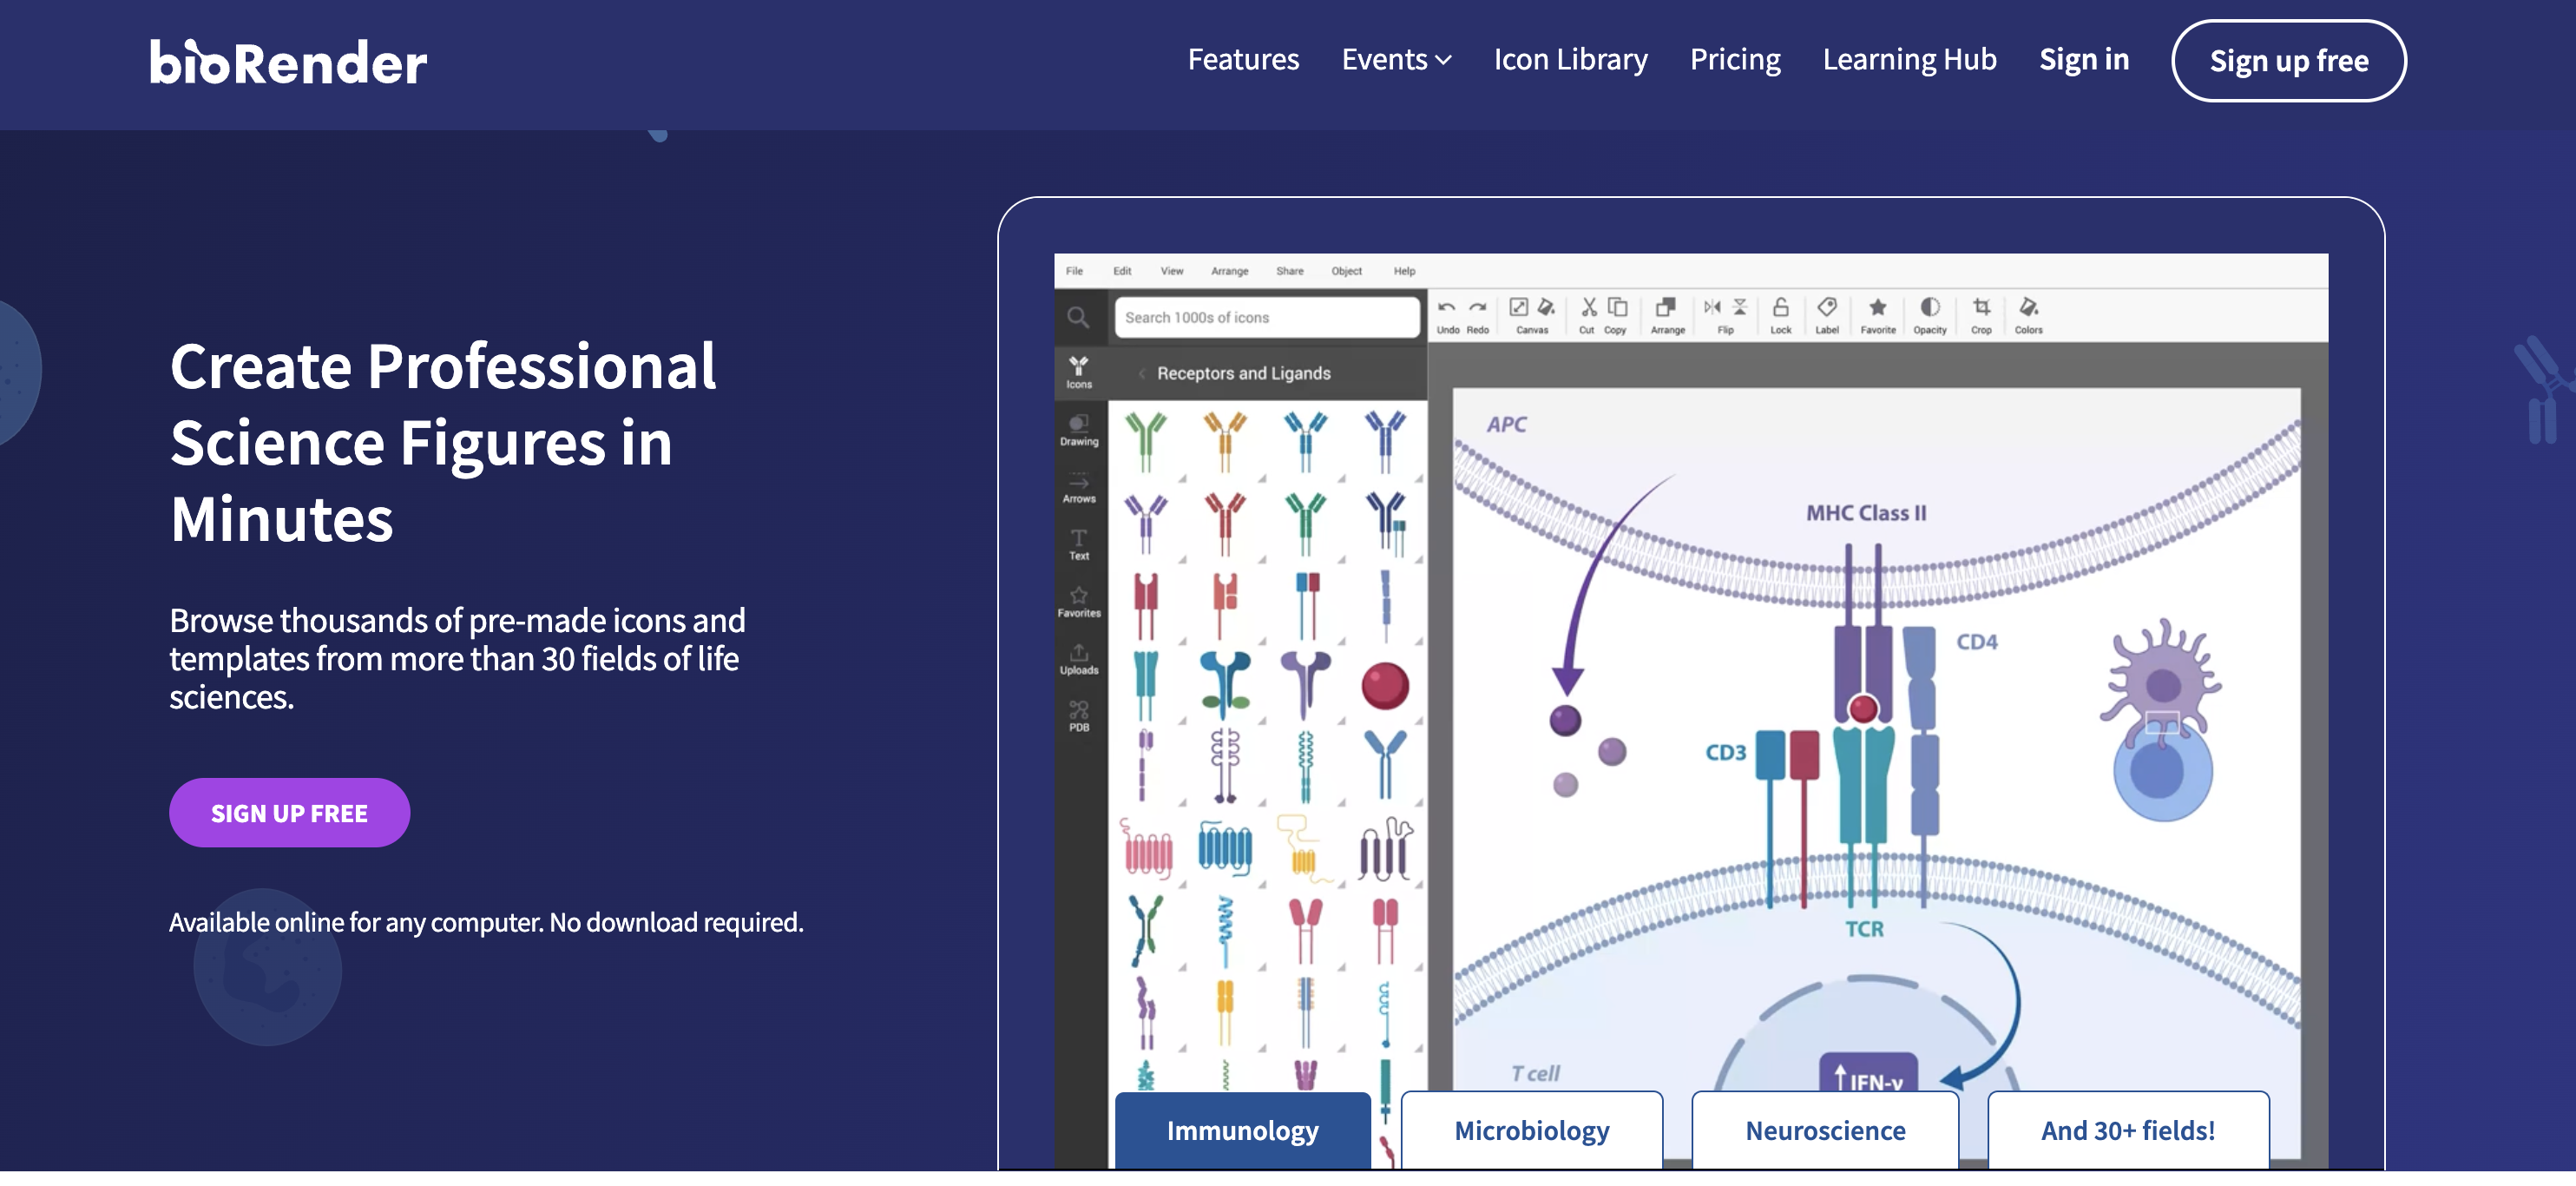 bioRender
Features
Events
Icon Library
Pricing
Learning Hub
Sign in
Sign up free
Create Professional
Science Figures in
Minutes
Browse thousands of pre-made icons and
templates from more than 30 fields of life
sciences.
SIGN UP FREE
Available online for any computer. No download required.
File
Edit
View
Arrange
Share
Object
Help
Search 1000s of icons
Undo
Redo
Canvas
Cut
Copy
Arrange
Flip
Lock
Label
Favorite
Opacity
Crop
Colors
Receptors and Ligands
Icons
Drawing
Arrows
Text
Favorites
Uploads
PDB
APC
MHC Class II
CD4
CD3
TCR
T cell
IFN-γ
Immunology
Microbiology
Neuroscience
And 30+ fields!